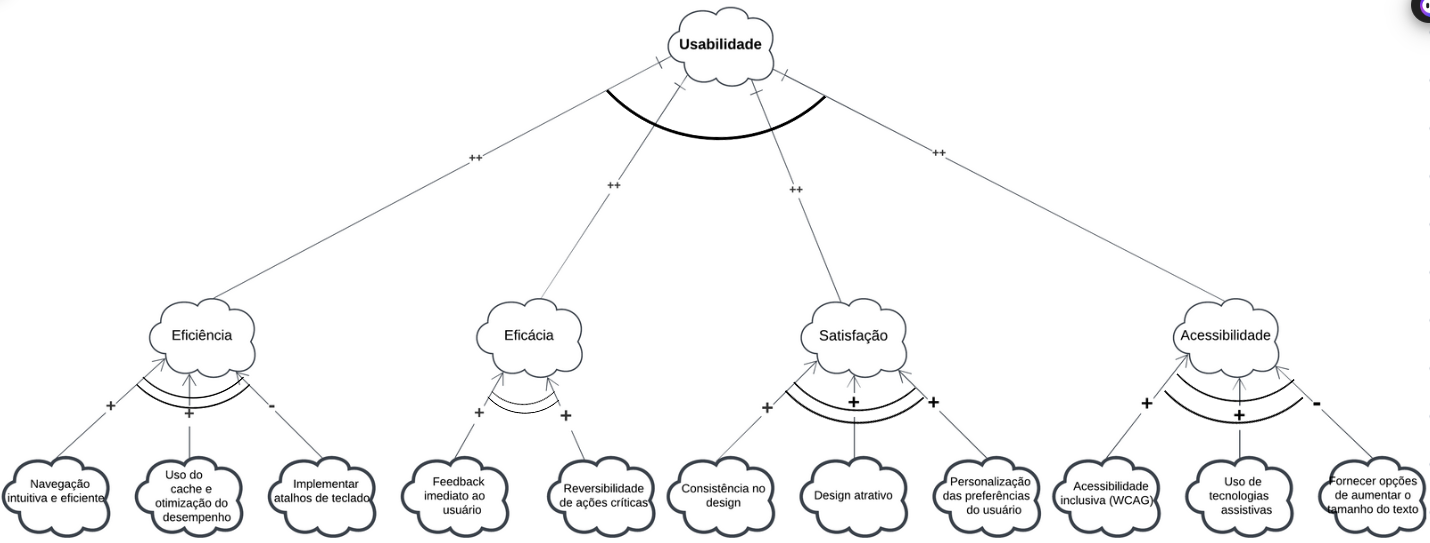 Usabilidade
++
++
++
++
Eficiência
Eficácia
Satisfação
Acessibilidade
+
+
-
+
+
+
+
+
+
+
-
Navegação
intuitiva e eficiente
Uso do
cache e
otimização do
desempenho
Implementar
atalhos de teclado
Feedback
imediato ao
usuário
Reversibilidade
de ações críticas
Consistência no
design
Design atrativo
Personalização
das preferências
do usuário
Acessibilidade
inclusiva (WCAG)
Uso de
tecnologias
assistivas
Fornecer opções
de aumentar o
tamanho do texto